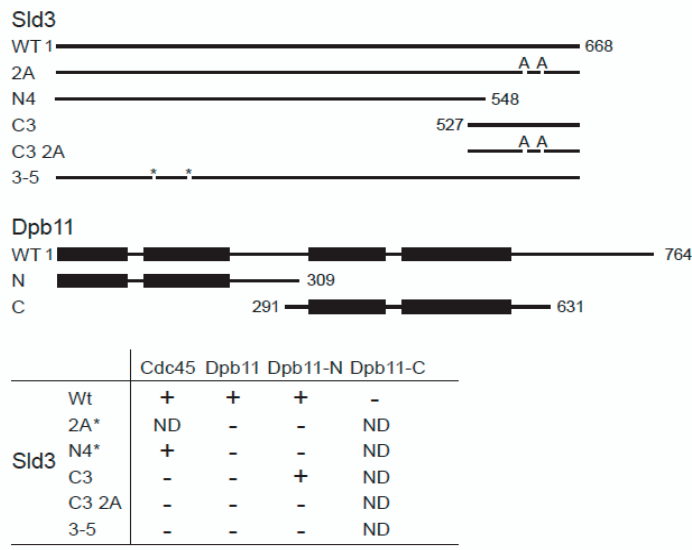 Sld3
WT 1 668
2A A A
N4 548
C3 527
C3 2A A A
3-5 * *
Dpb11
WT 1 764
N 309
C 291 631
Cdc45 Dpb11 Dpb11-N Dpb11-C
Sld3
Wt + + + -
2A* ND - - ND
N4* + - - ND
C3 - - + ND
C3 2A - - - ND
3-5 - - - ND